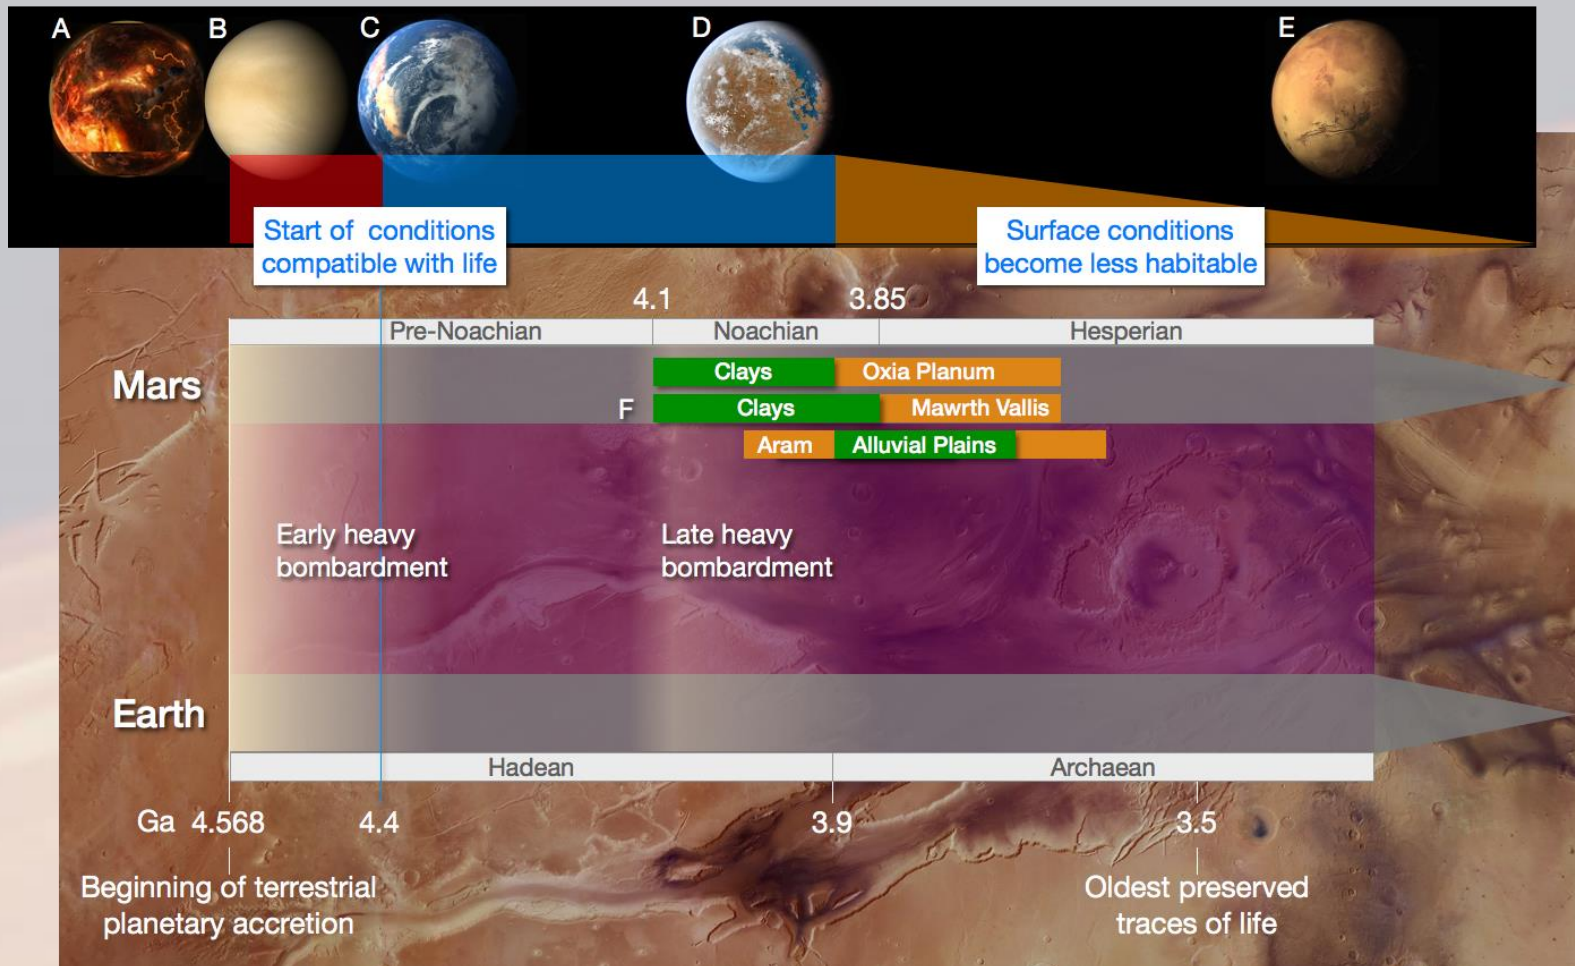 A B C D E
Start of conditions
compatible with life
Surface conditions
become less habitable
4.1 3.85
Pre-Noachian Noachian Hesperian
Mars
Clays Oxia Planum
F Clays Mawrth Vallis
Aram Alluvial Plains
Early heavy
bombardment
Late heavy
bombardment
Earth
Hadean Archaean
Ga 4.568 4.4 3.9 3.5
Beginning of terrestrial
planetary accretion
Oldest preserved
traces of life